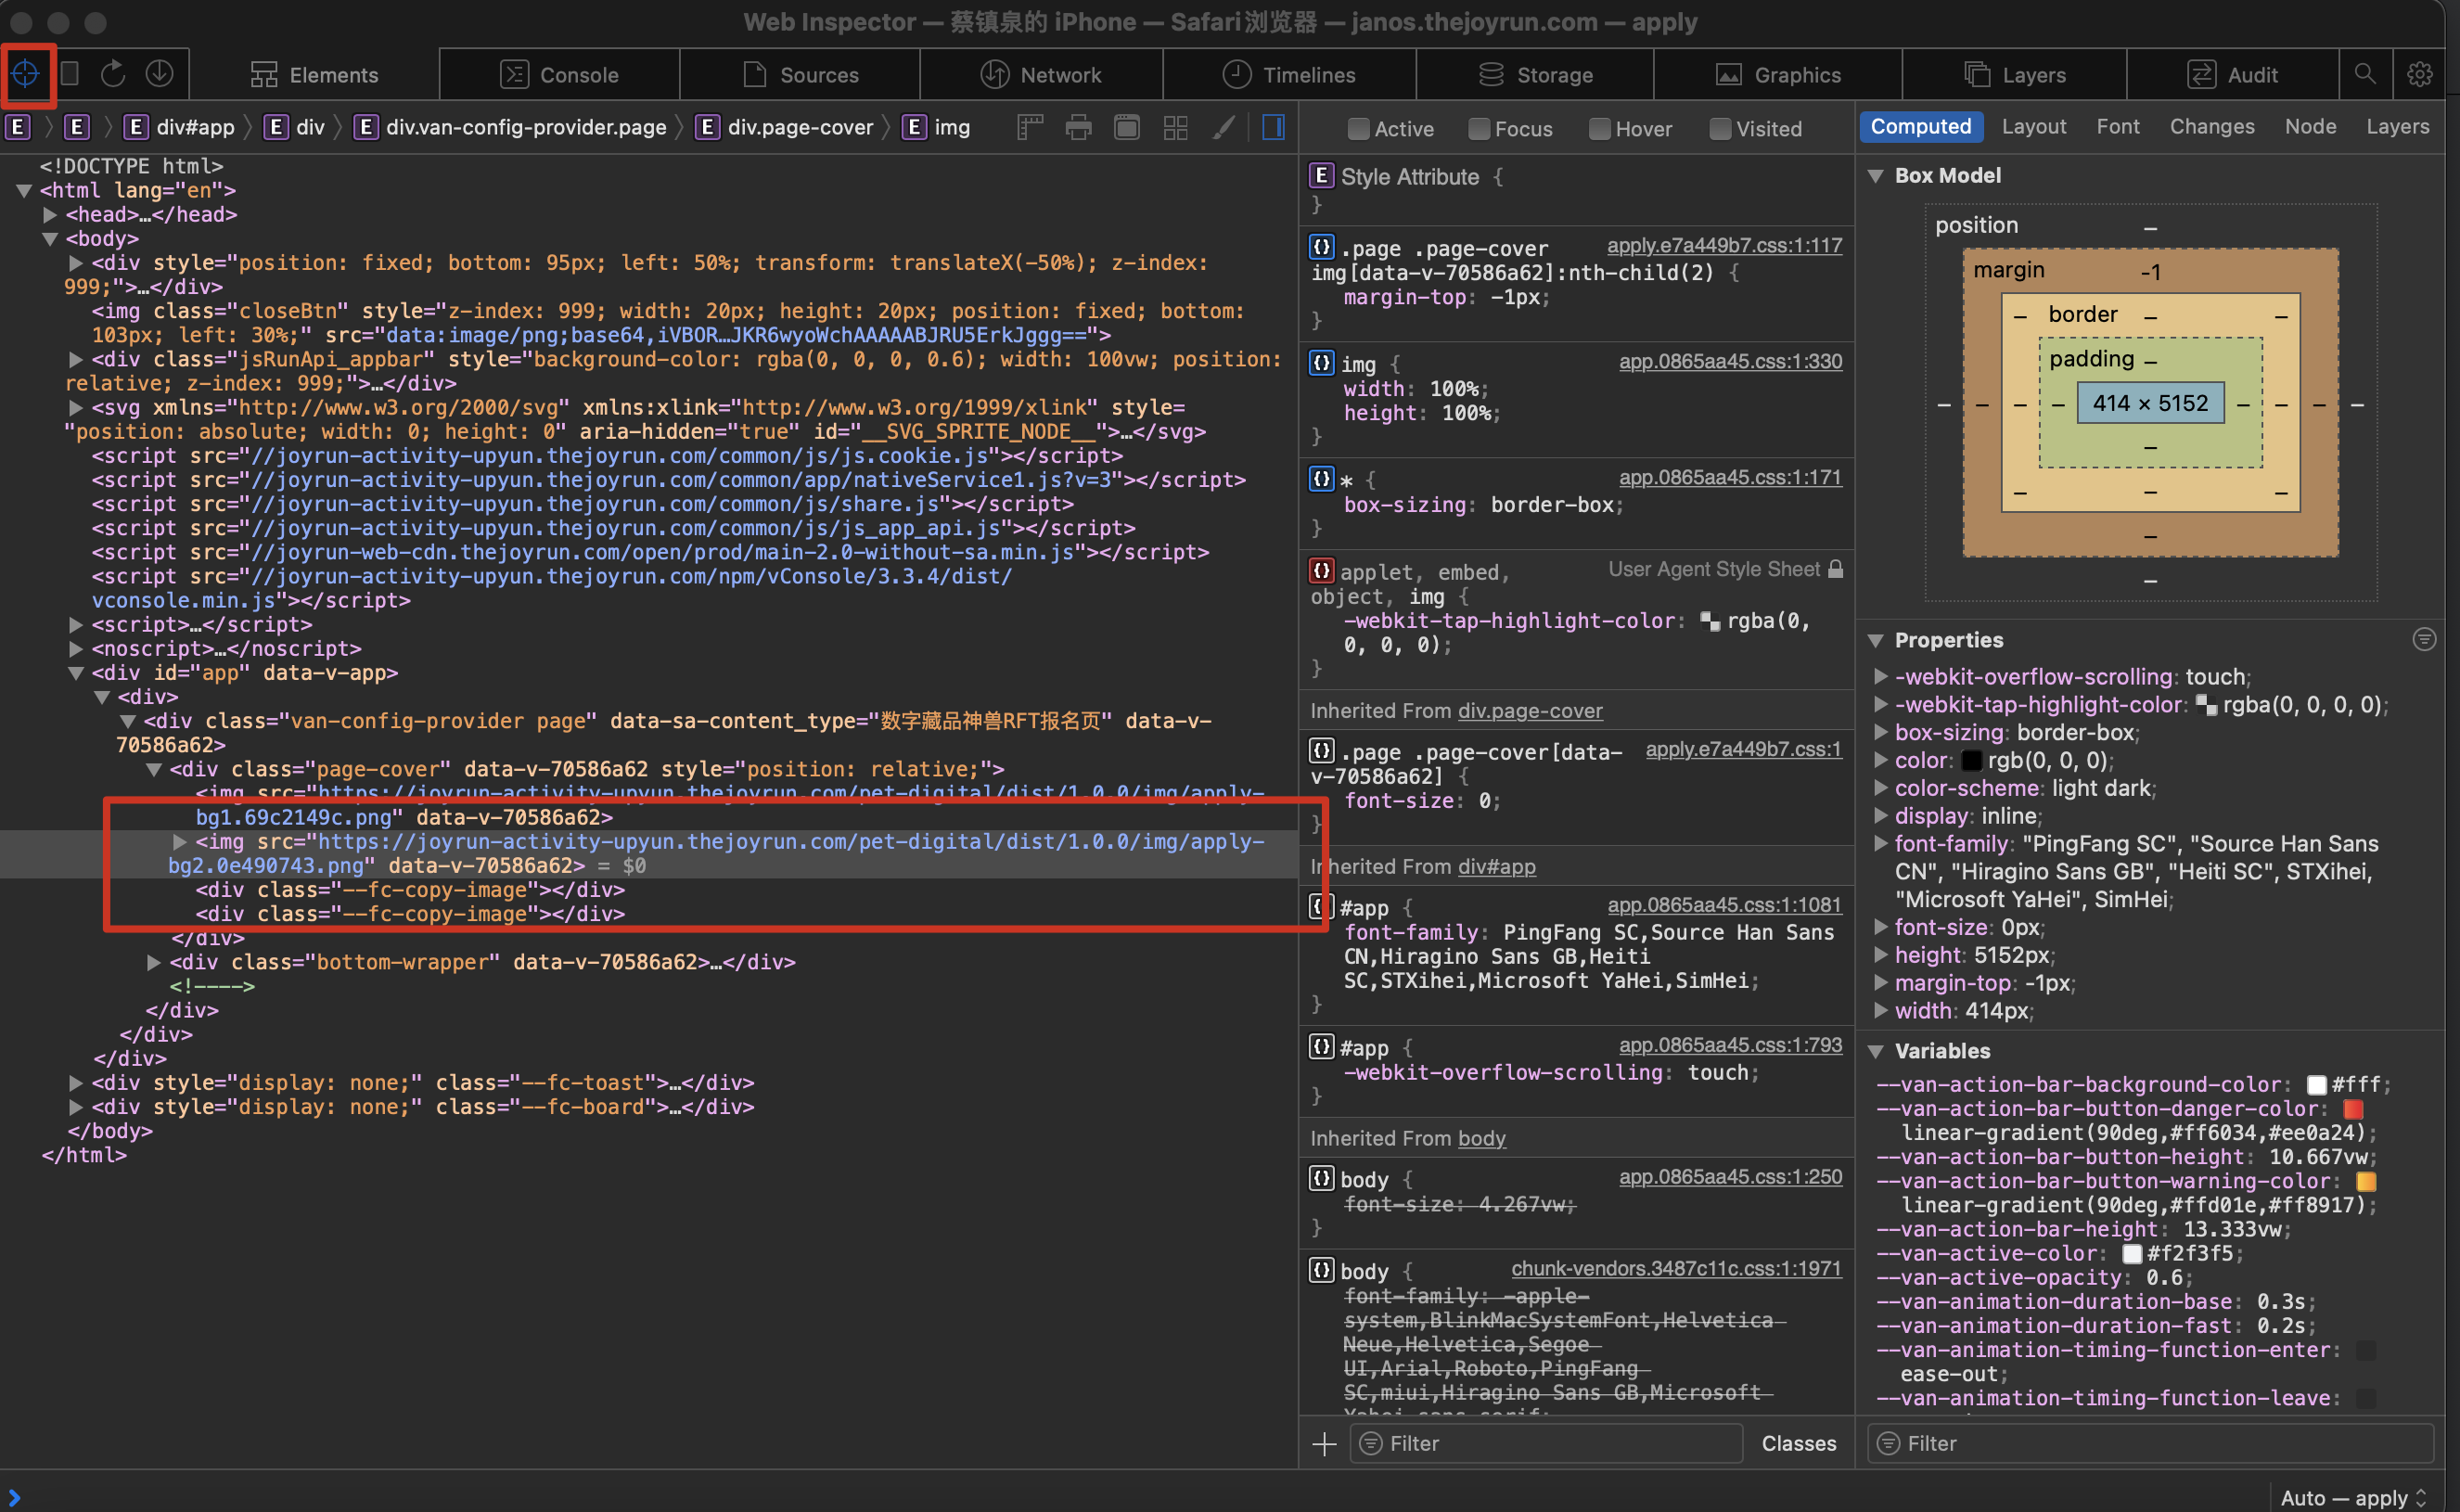 Web Inspector — 蔡镇泉的 iPhone — Safari浏览器 — janos.thejoyrun.com — apply
Elements
Console
Sources
Network
Timelines
Storage
Graphics
Layers
Audit
E E E div#app E div E div.van-config-provider.page E div.page-cover E img
<!DOCTYPE html>
<html lang="en">
<head>…</head>
<body>
<div style="position: fixed; bottom: 95px; left: 50%; transform: translateX(-50%); z-index:
999;">…</div>
<img class="closeBtn" style="z-index: 999; width: 20px; height: 20px; position: fixed; bottom:
103px; left: 30%;" src="data:image/png;base64,iVBOR…JKR6wyoWchAAAAABJRU5ErkJggg==">
<div class="jsRunApi_appbar" style="background-color: rgba(0, 0, 0, 0.6); width: 100vw; position:
relative; z-index: 999;">…</div>
<svg xmlns="http://www.w3.org/2000/svg" xmlns:xlink="http://www.w3.org/1999/xlink" style=
"position: absolute; width: 0; height: 0" aria-hidden="true" id="__SVG_SPRITE_NODE__">…</svg>
<script src="//joyrun-activity-upyun.thejoyrun.com/common/js/js.cookie.js"></script>
<script src="//joyrun-activity-upyun.thejoyrun.com/common/app/nativeService1.js?v=3"></script>
<script src="//joyrun-activity-upyun.thejoyrun.com/common/js/share.js"></script>
<script src="//joyrun-activity-upyun.thejoyrun.com/common/js/js_app_api.js"></script>
<script src="//joyrun-web-cdn.thejoyrun.com/open/prod/main-2.0-without-sa.min.js"></script>
<script src="//joyrun-activity-upyun.thejoyrun.com/npm/vConsole/3.3.4/dist/
vconsole.min.js"></script>
<script>…</script>
<noscript>…</noscript>
<div id="app" data-v-app>
<div>
<div class="van-config-provider page" data-sa-content_type="数字藏品神兽RFT报名页" data-v-
70586a62>
<div class="page-cover" data-v-70586a62 style="position: relative;">
<img src="https://joyrun-activity-upyun.thejoyrun.com/pet-digital/dist/1.0.0/img/apply-
bg1.69c2149c.png" data-v-70586a62>
<img src="https://joyrun-activity-upyun.thejoyrun.com/pet-digital/dist/1.0.0/img/apply-
bg2.0e490743.png" data-v-70586a62> = $0
<div class="--fc-copy-image"></div>
<div class="--fc-copy-image"></div>
</div>
<div class="bottom-wrapper" data-v-70586a62>…</div>
<!---->
</div>
</div>
</div>
<div style="display: none;" class="--fc-toast">…</div>
<div style="display: none;" class="--fc-board">…</div>
</body>
</html>
Active Focus Hover Visited
E Style Attribute {
}
.page .page-cover apply.e7a449b7.css:1:117
img[data-v-70586a62]:nth-child(2) {
margin-top: -1px;
}
img { app.0865aa45.css:1:330
width: 100%;
height: 100%;
}
* { app.0865aa45.css:1:171
box-sizing: border-box;
}
applet, embed, User Agent Style Sheet
object, img {
-webkit-tap-highlight-color: rgba(0,
0, 0, 0);
}
Inherited From div.page-cover
.page .page-cover[data- apply.e7a449b7.css:1
v-70586a62] {
font-size: 0;
}
Inherited From div#app
#app { app.0865aa45.css:1:1081
font-family: PingFang SC,Source Han Sans
CN,Hiragino Sans GB,Heiti
SC,STXihei,Microsoft YaHei,SimHei;
}
#app { app.0865aa45.css:1:793
-webkit-overflow-scrolling: touch;
}
Inherited From body
body { app.0865aa45.css:1:250
font-size: 4.267vw;
}
body { chunk-vendors.3487c11c.css:1:1971
font-family: -apple-
system,BlinkMacSystemFont,Helvetica
Neue,Helvetica,Segoe
UI,Arial,Roboto,PingFang
SC,miui,Hiragino Sans GB,Microsoft
Yahei,sans-serif;
Filter
Classes
Computed Layout Font Changes Node Layers
Box Model
position –
margin -1
– border – –
padding –
– – – – 414 × 5152 – – – –
–
– – –
–
–
Properties
-webkit-overflow-scrolling: touch;
-webkit-tap-highlight-color: rgba(0, 0, 0, 0);
box-sizing: border-box;
color: rgb(0, 0, 0);
color-scheme: light dark;
display: inline;
font-family: "PingFang SC", "Source Han Sans
CN", "Hiragino Sans GB", "Heiti SC", STXihei,
"Microsoft YaHei", SimHei;
font-size: 0px;
height: 5152px;
margin-top: -1px;
width: 414px;
Variables
--van-action-bar-background-color: #fff;
--van-action-bar-button-danger-color:
linear-gradient(90deg,#ff6034,#ee0a24);
--van-action-bar-button-height: 10.667vw;
--van-action-bar-button-warning-color:
linear-gradient(90deg,#ffd01e,#ff8917);
--van-action-bar-height: 13.333vw;
--van-active-color: #f2f3f5;
--van-active-opacity: 0.6;
--van-animation-duration-base: 0.3s;
--van-animation-duration-fast: 0.2s;
--van-animation-timing-function-enter:
ease-out;
--van-animation-timing-function-leave:
Filter
Auto — apply